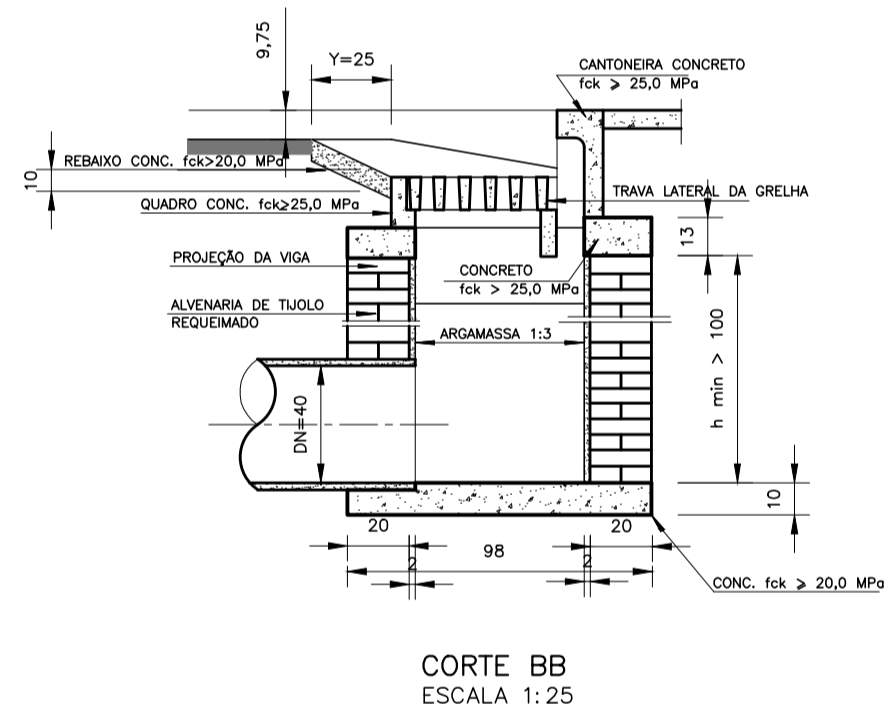 9,75
Y=25
CANTONEIRA CONCRETO
fck ⩾ 25,0 MPa
REBAIXO CONC. fck>20,0 MPa
10
TRAVA LATERAL DA GRELHA
QUADRO CONC. fck≥25,0 MPa
13
PROJEÇÃO DA VIGA
CONCRETO
fck > 25,0 MPa
ALVENARIA DE TIJOLO
REQUEIMADO
ARGAMASSA 1:3
h min > 100
DN=40
10
20
20
98
2
2
CONC. fck ⩾ 20,0 MPa
CORTE BB
ESCALA 1:25